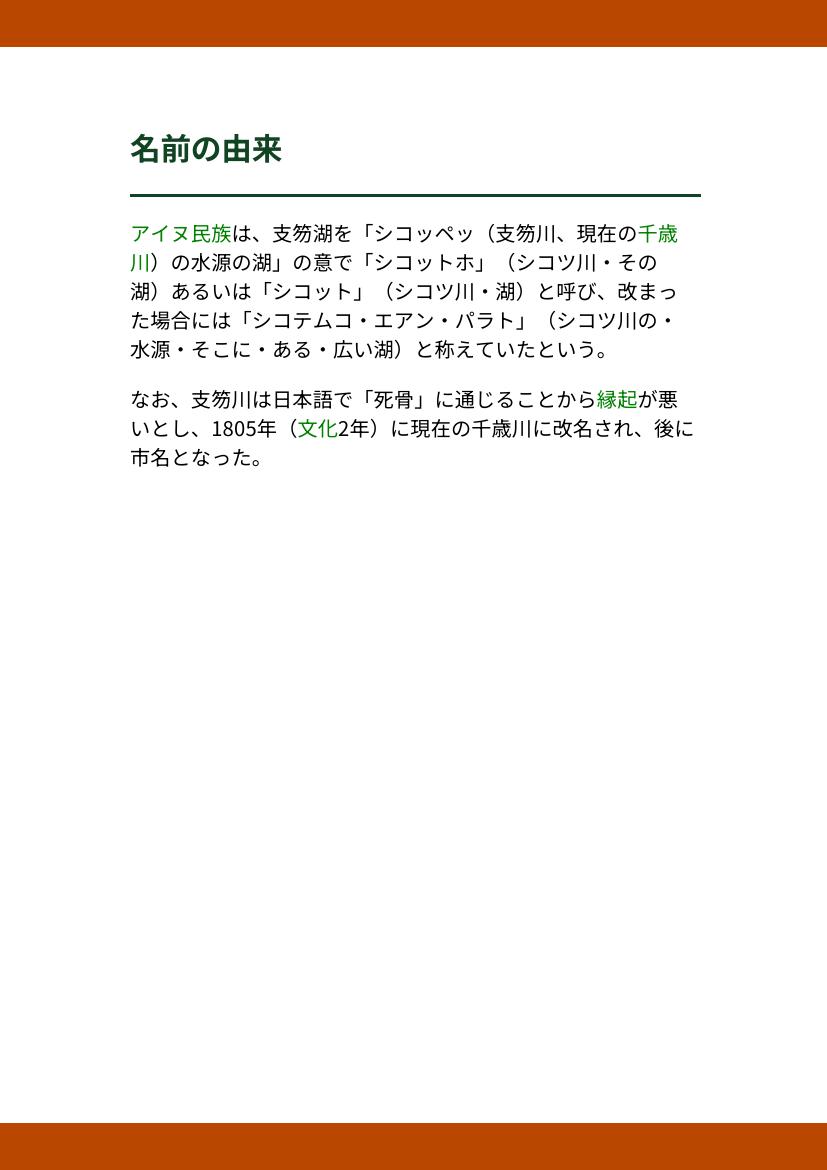 名前の由来
アイヌ民族は、支笏湖を「シコッペッ（支笏川、現在の千歳
川）の水源の湖」の意で「シコットホ」（シコツ川・その
湖）あるいは「シコット」（シコツ川・湖）と呼び、改まっ
た場合には「シコテムコ・エアン・パラト」（シコツ川の・
水源・そこに・ある・広い湖）と称えていたという。
なお、支笏川は日本語で「死骨」に通じることから縁起が悪
いとし、1805年（文化2年）に現在の千歳川に改名され、後に
市名となった。